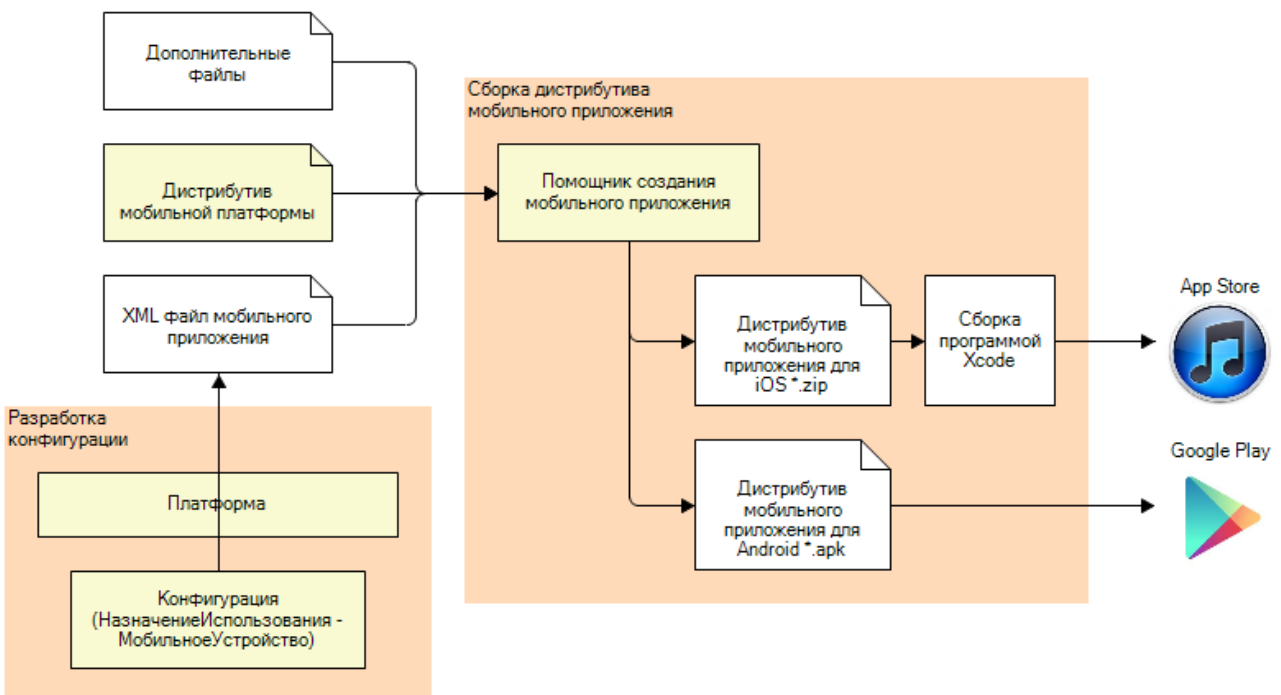 Дополнительные
файлы
Сборка дистрибутива
мобильного приложения
Дистрибутив
мобильной платформы
Помощник создания
мобильного приложения
XML файл мобильного
приложения
Дистрибутив
мобильного
приложения для
iOS *.zip
Сборка
программой
Xcode
App Store
Разработка
конфигурации
Платформа
Конфигурация
(НазначениеИспользования -
МобильноеУстройство)
Дистрибутив
мобильного
приложения для
Android *.apk
Google Play